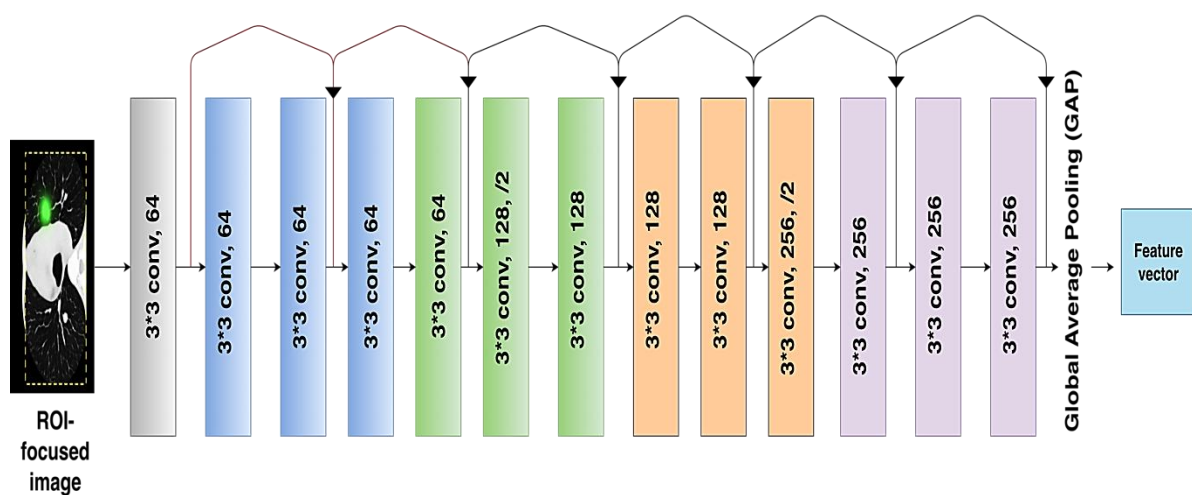 ROI-
focused
image
3*3 conv, 64
3*3 conv, 64
3*3 conv, 64
3*3 conv, 64
3*3 conv, 64
3*3 conv, 128, /2
3*3 conv, 128
3*3 conv, 128
3*3 conv, 128
3*3 conv, 256, /2
3*3 conv, 256
3*3 conv, 256
3*3 conv, 256
Global Average Pooling (GAP)
Feature
vector